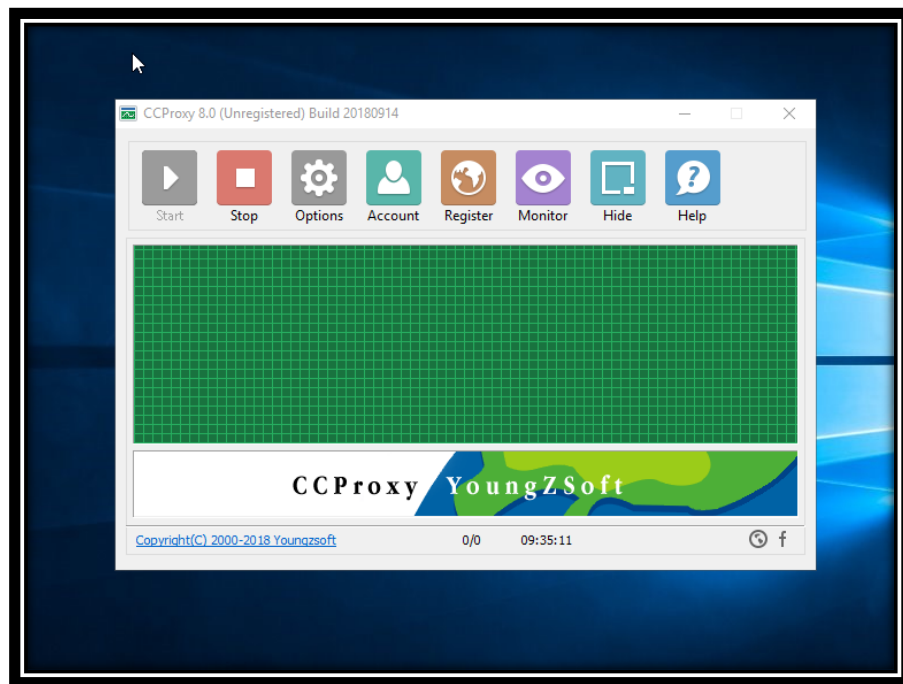 CCProxy 8.0 (Unregistered) Build 20180914
Start Stop Options Account Register Monitor Hide Help
CCProxy YoungZSoft
Copyright(C) 2000-2018 Youngzsoft 0/0 09:35:11